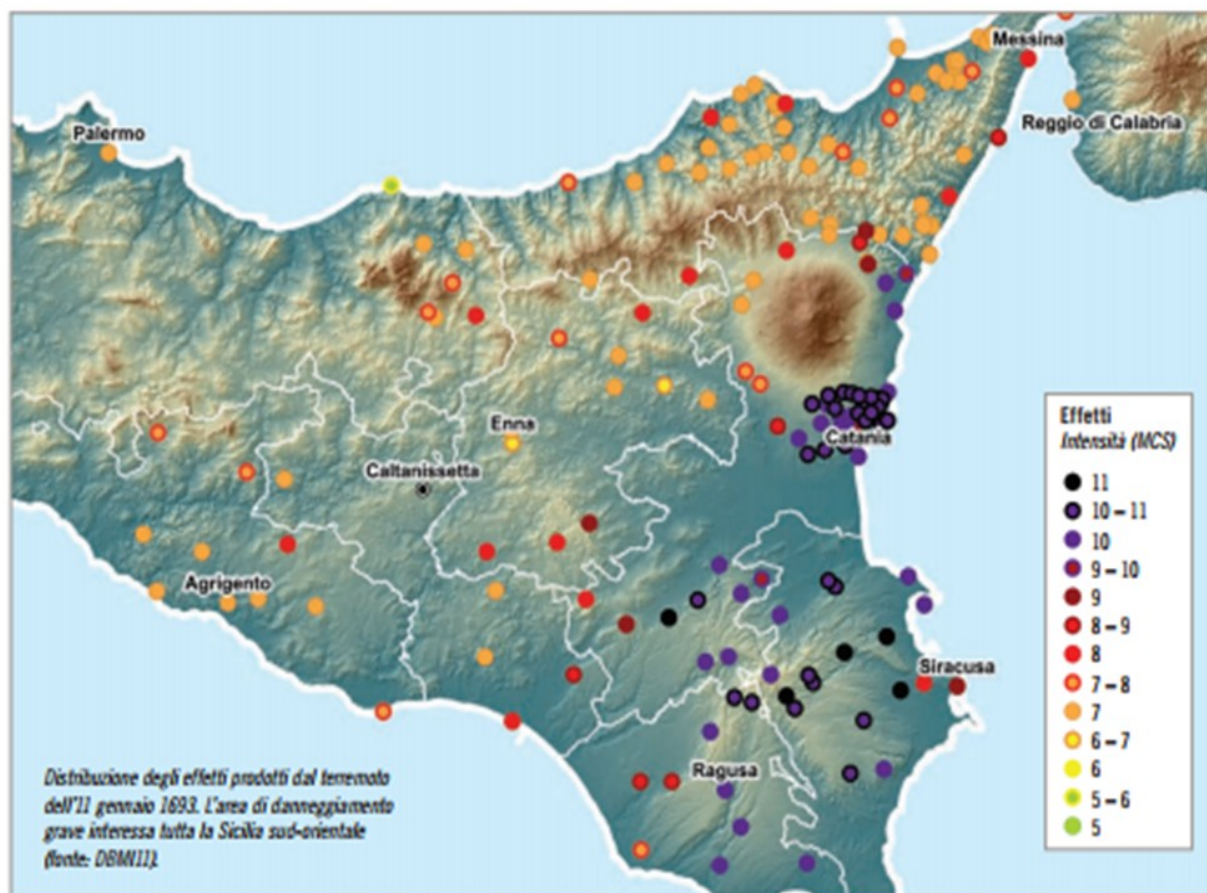 Messina
Palermo
Reggio di Calabria
Enna
Caltanissetta
Catania
Agrigento
Siracusa
Ragusa
Effetti
Intensità (MCS)
11
10 – 11
10
9 – 10
9
8 – 9
8
7 – 8
7
6 – 7
6
5 – 6
5
Distribuzione degli effetti prodotti dal terremoto
dell'11 gennaio 1693. L'area di danneggiamento
grave interessa tutta la Sicilia sud-orientale
(fonte: DBMI11).